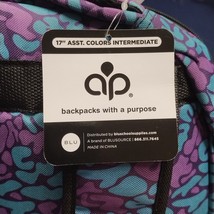 17" ASST. COLORS INTERMEDIATE
ap
backpacks with a purpose
BLU
Distributed by bluschoolsupplies.com
A brand of BLUSOURCE | 866.311.7845
MADE IN CHINA